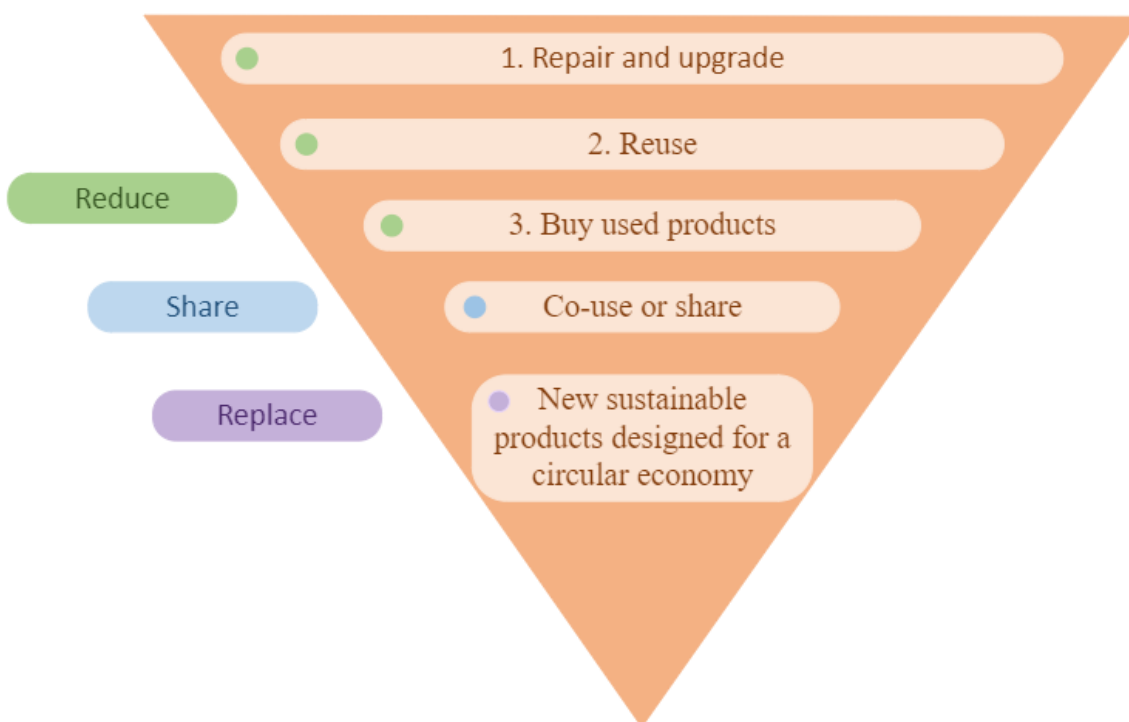 1. Repair and upgrade
2. Reuse
Reduce
3. Buy used products
Share
Co-use or share
Replace
New sustainable
products designed for a
circular economy